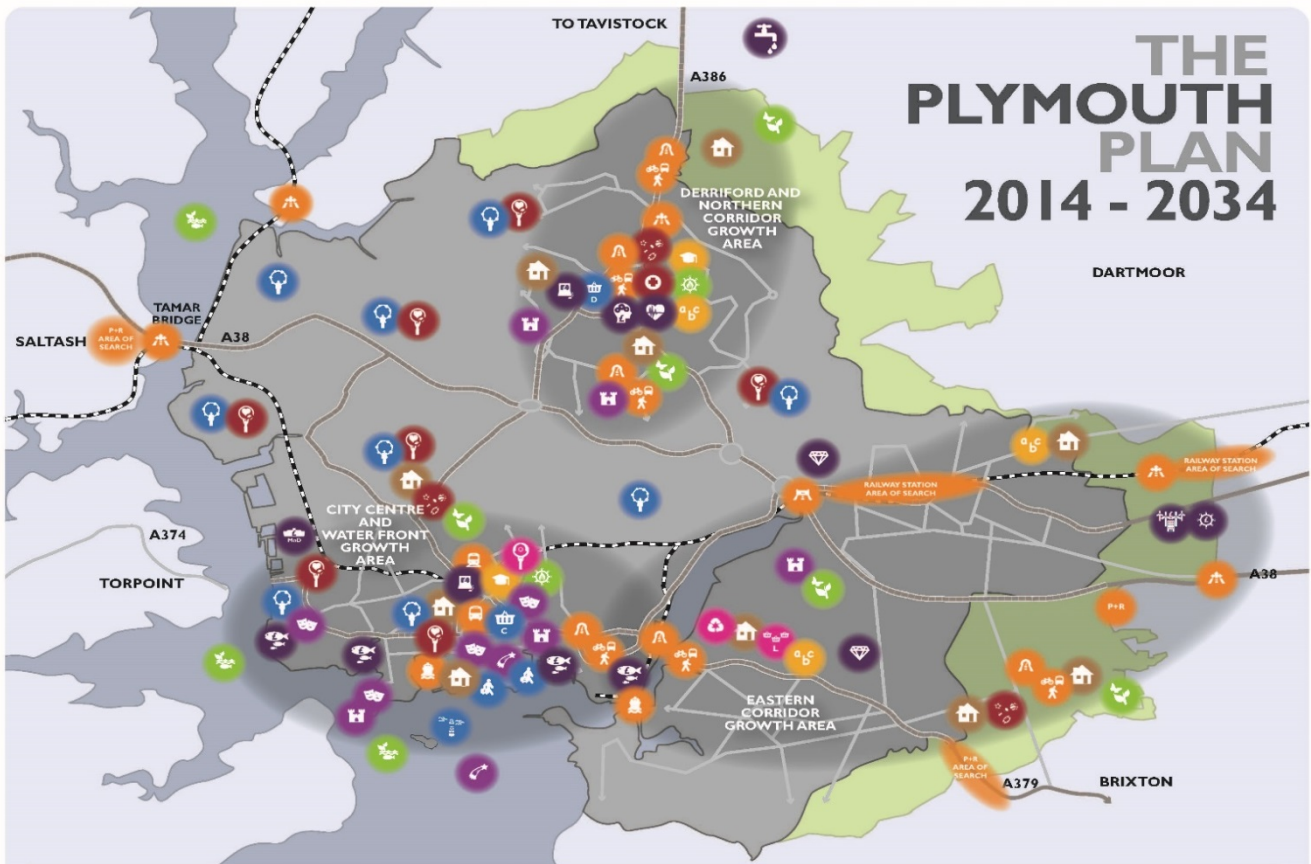 TO TAVISTOCK
A386
THE
PLYMOUTH
PLAN
2014 - 2034
DERRIFORD AND
NORTHERN
CORRIDOR
GROWTH
AREA
DARTMOOR
D
a b c
TAMAR
BRIDGE
SALTASH
P+R
AREA OF
SEARCH
A38
a b c
RAILWAY STATION
AREA OF SEARCH
RAILWAY STATION
AREA OF SEARCH
CITY CENTRE
AND
WATER FRONT
GROWTH
AREA
A374
MoD
TORPOINT
A38
P+R
C
L
a b c
EASTERN
CORRIDOR
GROWTH AREA
P+R
AREA OF
SEARCH
A379
BRIXTON